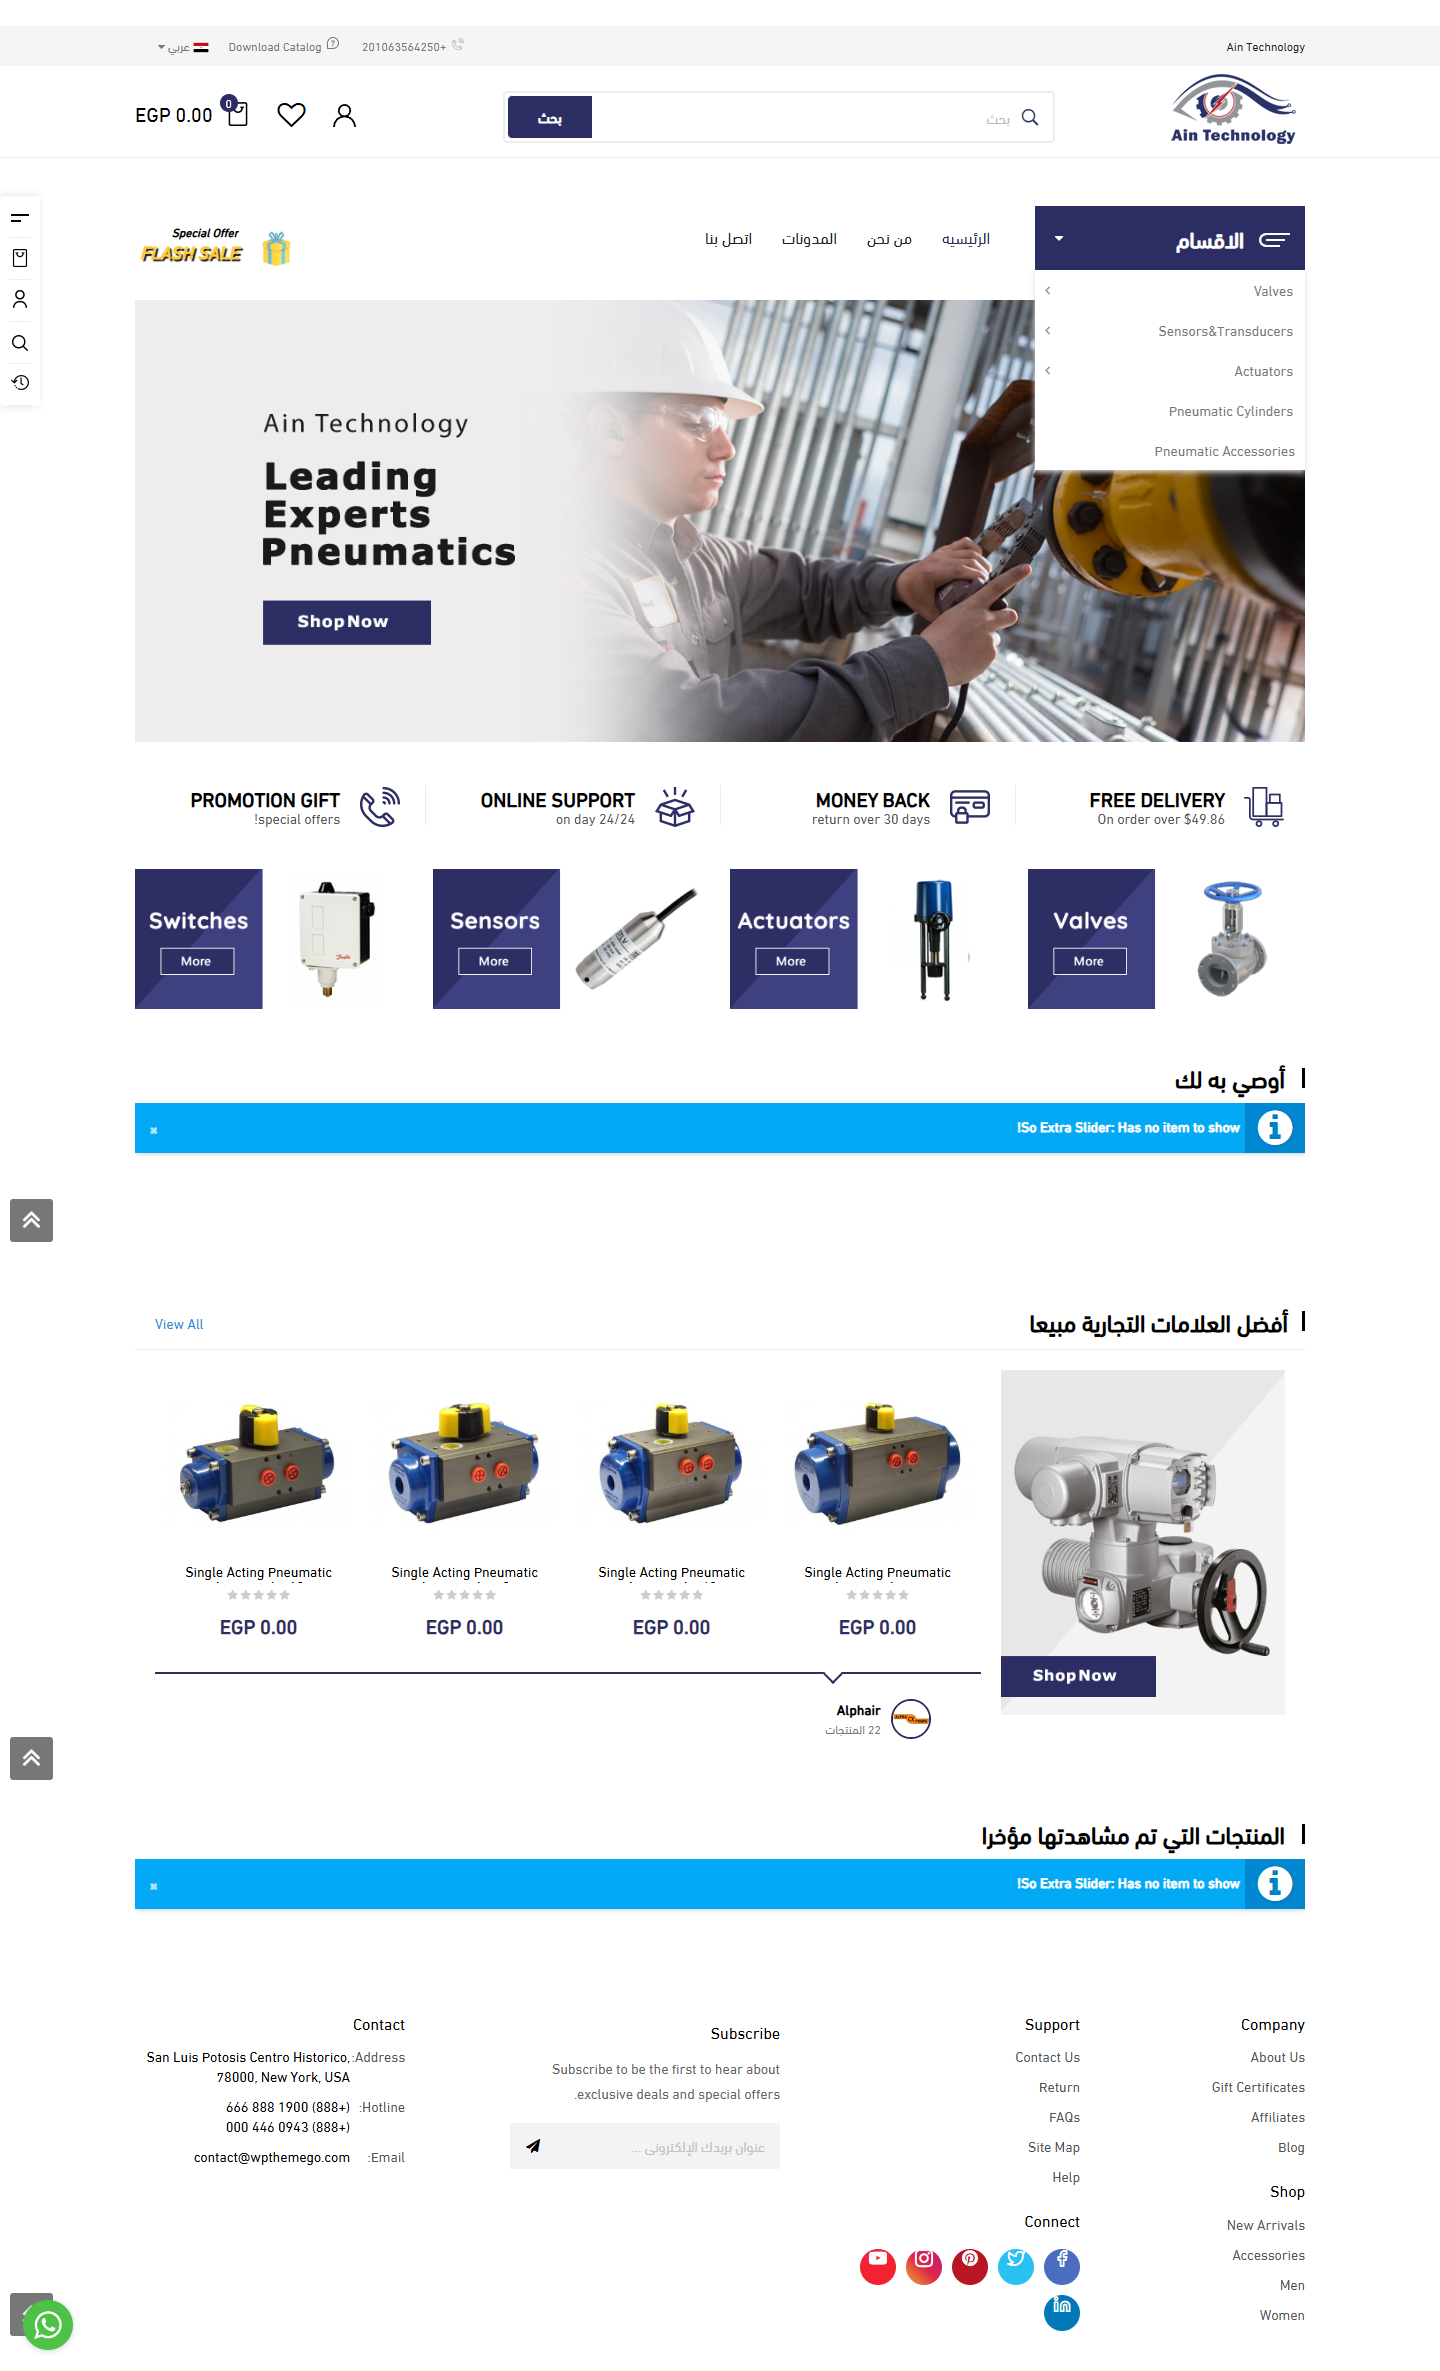 Ain Technology
+201063564250
Download Catalog
عربي
Ain Technology
بحث
بحث
0
EGP 0.00
الاقسام
الرئيسيه
من نحن
المدونات
اتصل بنا
Special Offer
FLASH SALE
Valves
Sensors&Transducers
Actuators
Pneumatic Cylinders
Pneumatic Accessories
Ain Technology
Leading
Experts
Pneumatics
Shop Now
FREE DELIVERY
On order over $49.86
MONEY BACK
return over 30 days
ONLINE SUPPORT
on day 24/24
PROMOTION GIFT
!special offers
Valves
More
Actuators
More
Sensors
More
Switches
More
أوصي به لك
!So Extra Slider: Has no item to show
×
أفضل العلامات التجارية مبيعا
View All
Shop Now
Single Acting Pneumatic
EGP 0.00
Single Acting Pneumatic
EGP 0.00
Single Acting Pneumatic
EGP 0.00
Single Acting Pneumatic
EGP 0.00
Alphair
22 المنتجات
المنتجات التي تم مشاهدتها مؤخرا
!So Extra Slider: Has no item to show
×
Company
About Us
Gift Certificates
Affiliates
Blog
Shop
New Arrivals
Accessories
Men
Women
Support
Contact Us
Return
FAQs
Site Map
Help
Connect
Subscribe
Subscribe to be the first to hear about
.exclusive deals and special offers
عنوان بريدك الإلكتروني ...
Contact
:Address
San Luis Potosis Centro Historico,
78000, New York, USA
:Hotline
666 888 1900 (888+)
000 446 0943 (888+)
:Email
contact@wpthemego.com